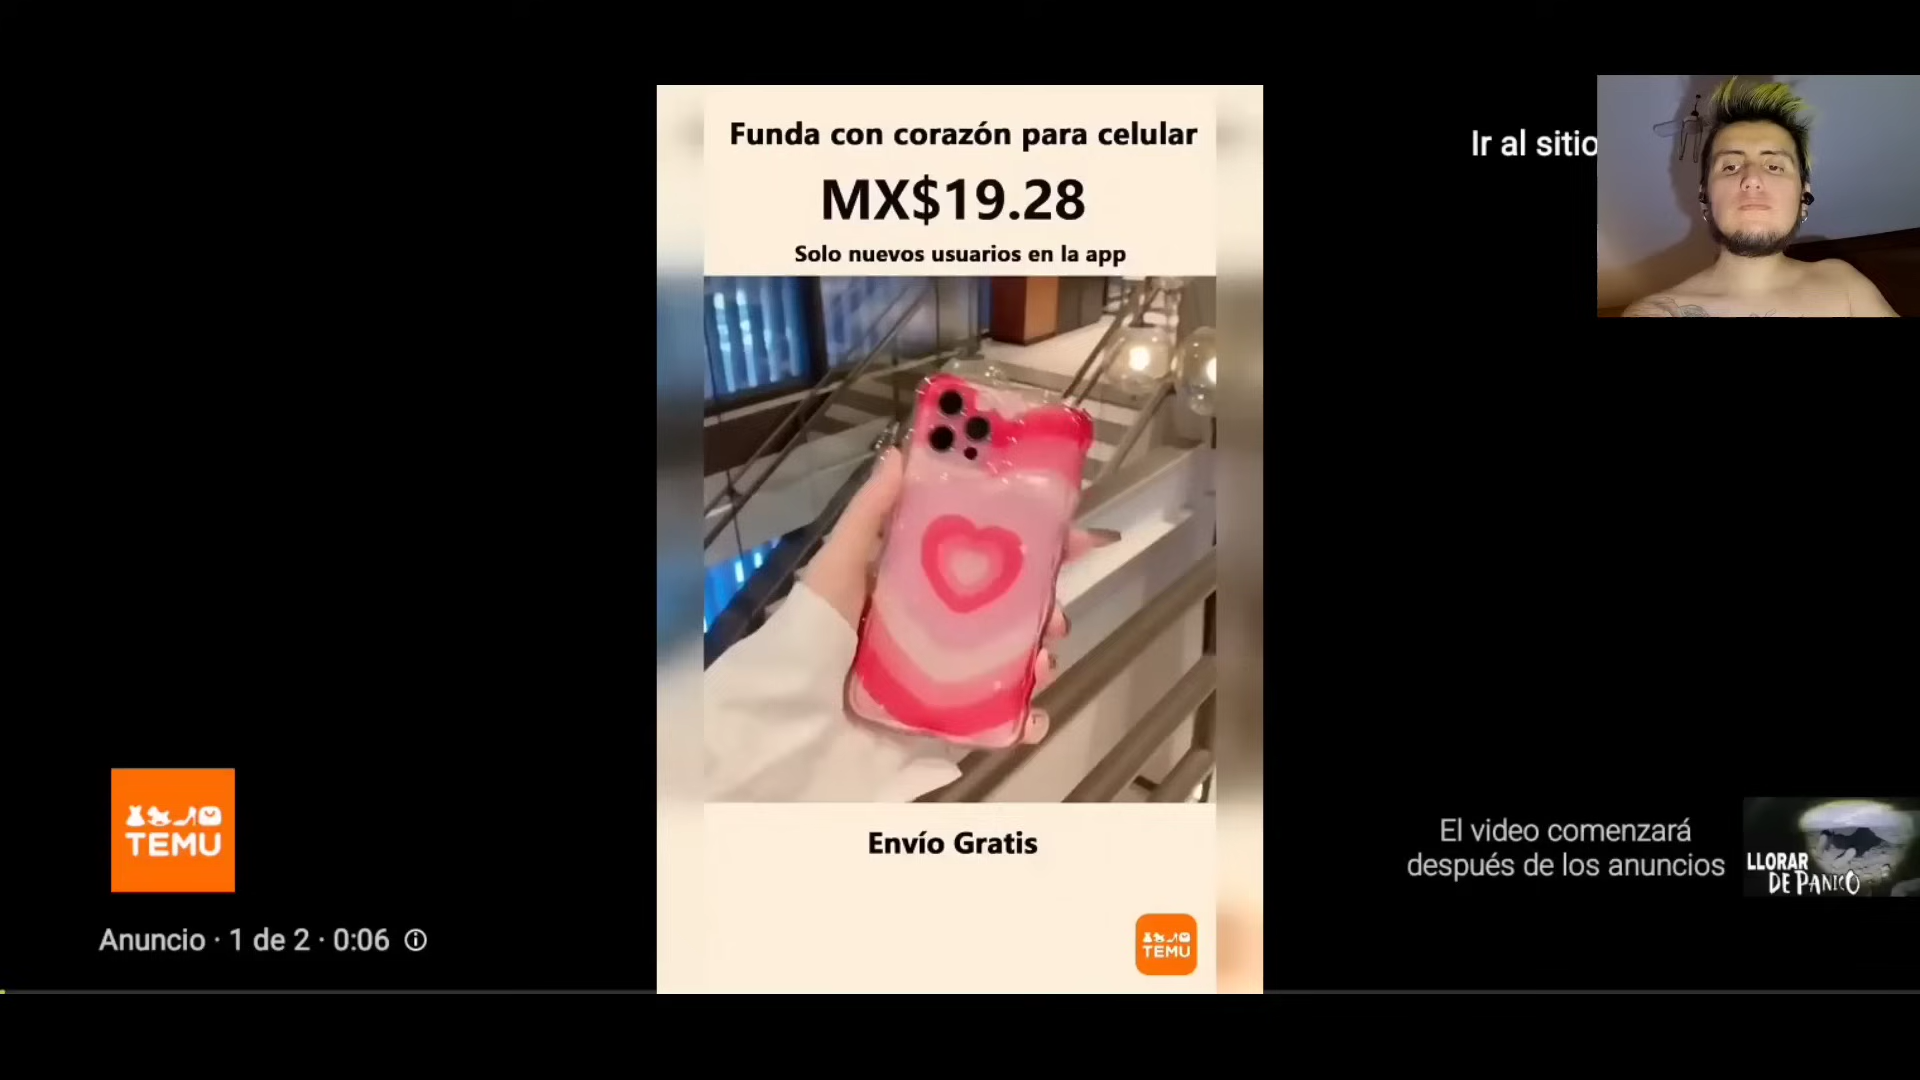 Funda con corazón para celular
MX$19.28
Solo nuevos usuarios en la app
Ir al sitio
Envío Gratis
TEMU
TEMU
El video comenzará
después de los anuncios
LLORAR
DE PANICO
Anuncio · 1 de 2 · 0:06